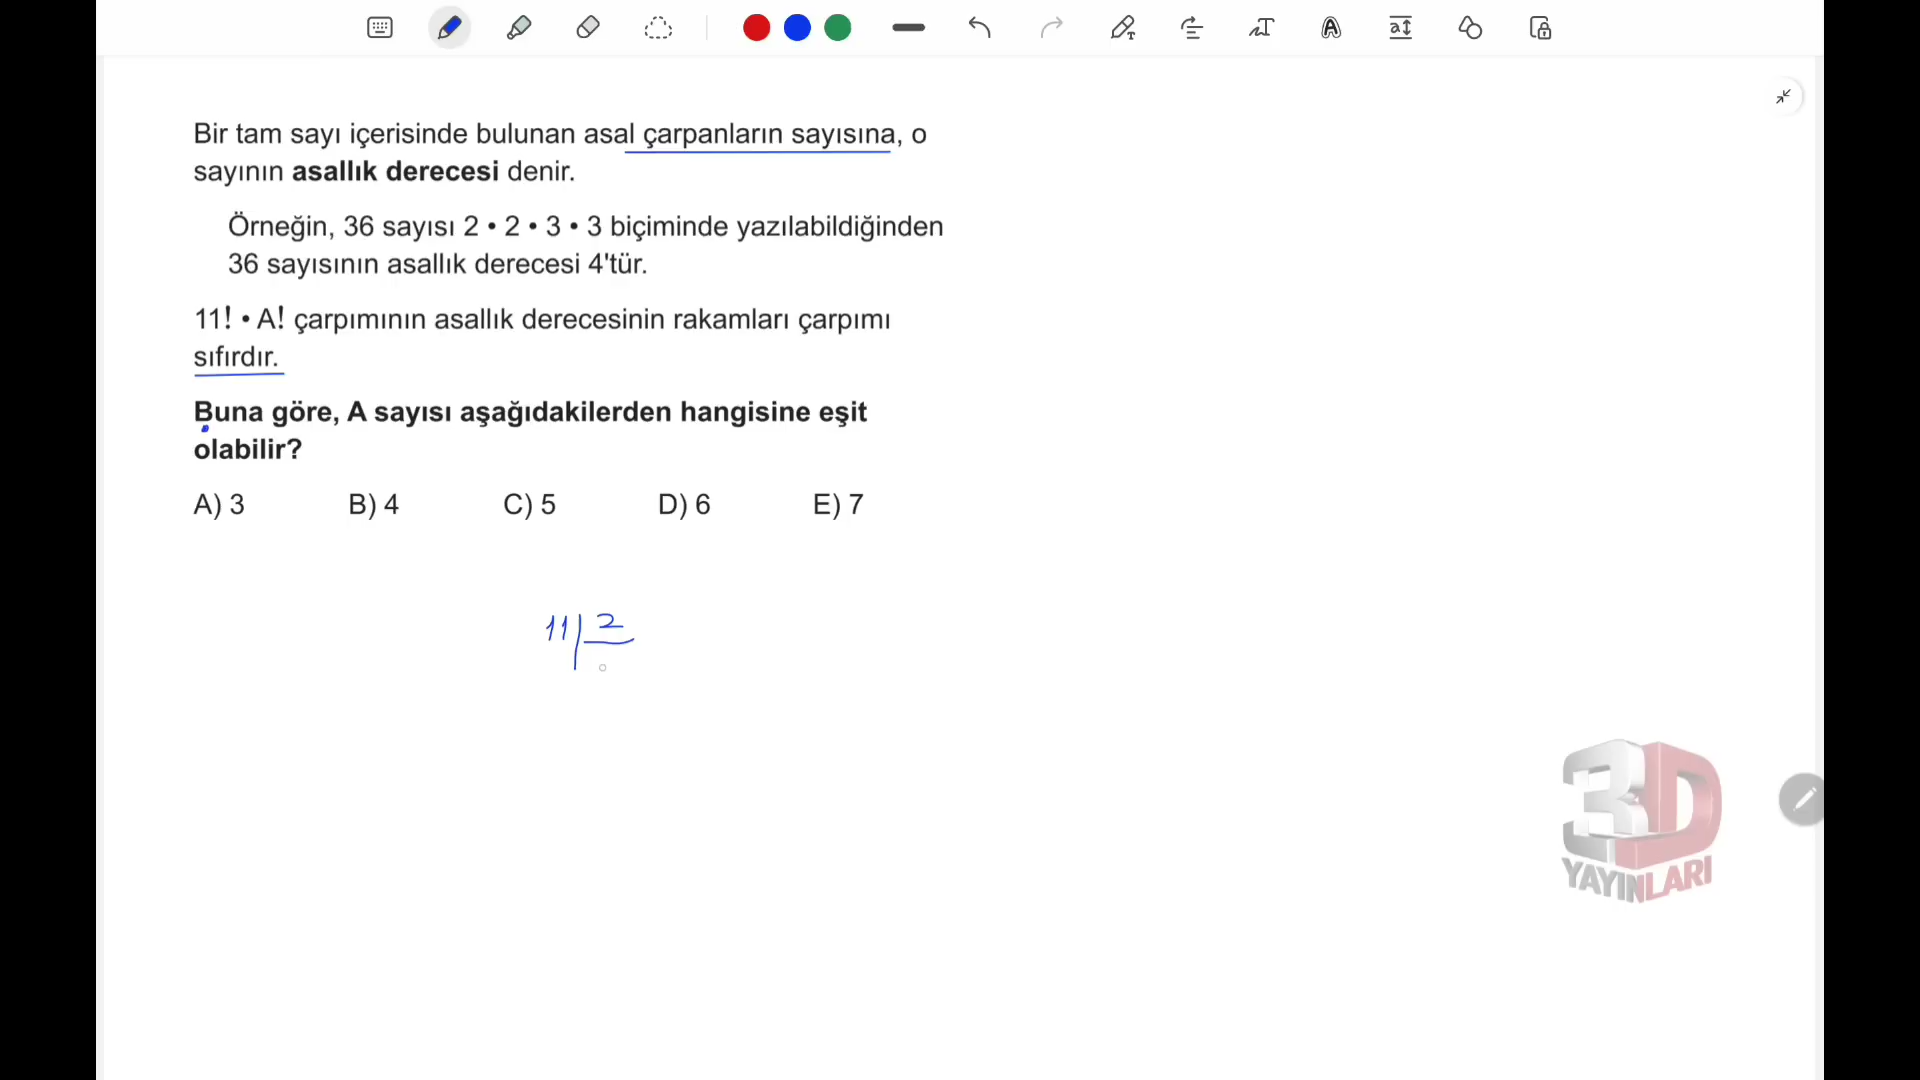 Bir tam sayı içerisinde bulunan asal çarpanların sayısına, o
sayının asallık derecesi denir.
Örneğin, 36 sayısı 2 • 2 • 3 • 3 biçiminde yazılabildiğinden
36 sayısının asallık derecesi 4'tür.
11! • A! çarpımının asallık derecesinin rakamları çarpımı
sıfırdır.
Buna göre, A sayısı aşağıdakilerden hangisine eşit
olabilir?
A) 3 B) 4 C) 5 D) 6 E) 7
11 2
3D
YAYINLARI